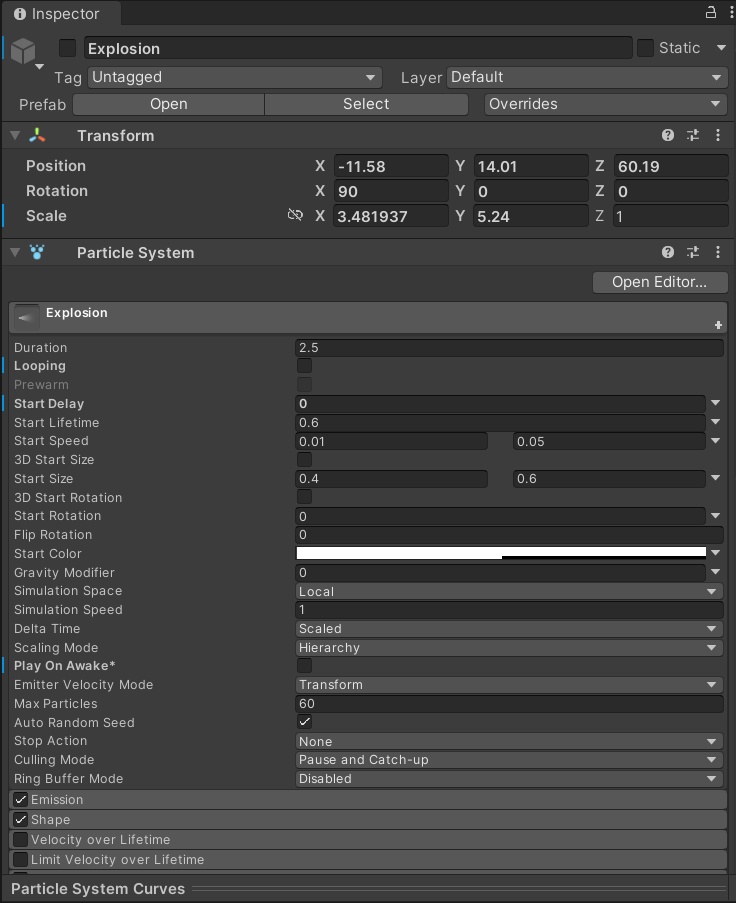 Inspector
Explosion Static
Tag Untagged Layer Default
Prefab Open Select Overrides
Transform
Position X -11.58 Y 14.01 Z 60.19
Rotation X 90 Y 0 Z 0
Scale X 3.481937 Y 5.24 Z 1
Particle System
Open Editor...
Explosion
Duration 2.5
Looping
Prewarm
Start Delay 0
Start Lifetime 0.6
Start Speed 0.01 0.05
3D Start Size
Start Size 0.4 0.6
3D Start Rotation
Start Rotation 0
Flip Rotation 0
Start Color
Gravity Modifier 0
Simulation Space Local
Simulation Speed 1
Delta Time Scaled
Scaling Mode Hierarchy
Play On Awake*
Emitter Velocity Mode Transform
Max Particles 60
Auto Random Seed
Stop Action None
Culling Mode Pause and Catch-up
Ring Buffer Mode Disabled
Emission
Shape
Velocity over Lifetime
Limit Velocity over Lifetime
Particle System Curves